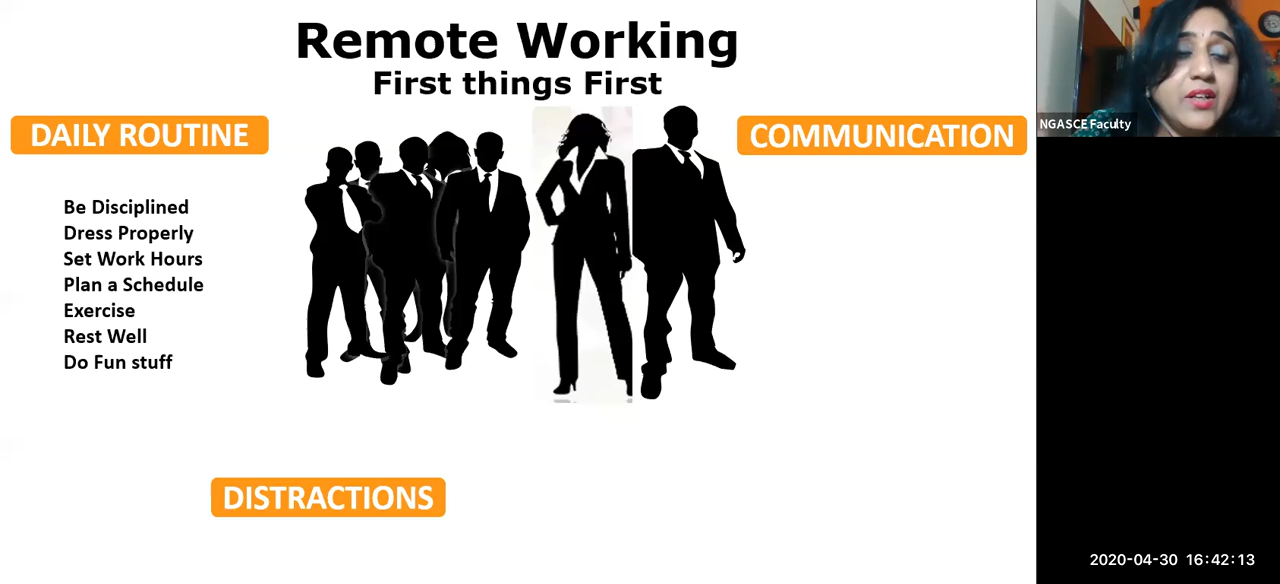 Remote Working
First things First
DAILY ROUTINE
COMMUNICATION
NGASCE Faculty
Be Disciplined
Dress Properly
Set Work Hours
Plan a Schedule
Exercise
Rest Well
Do Fun stuff
DISTRACTIONS
2020-04-30 16:42:13